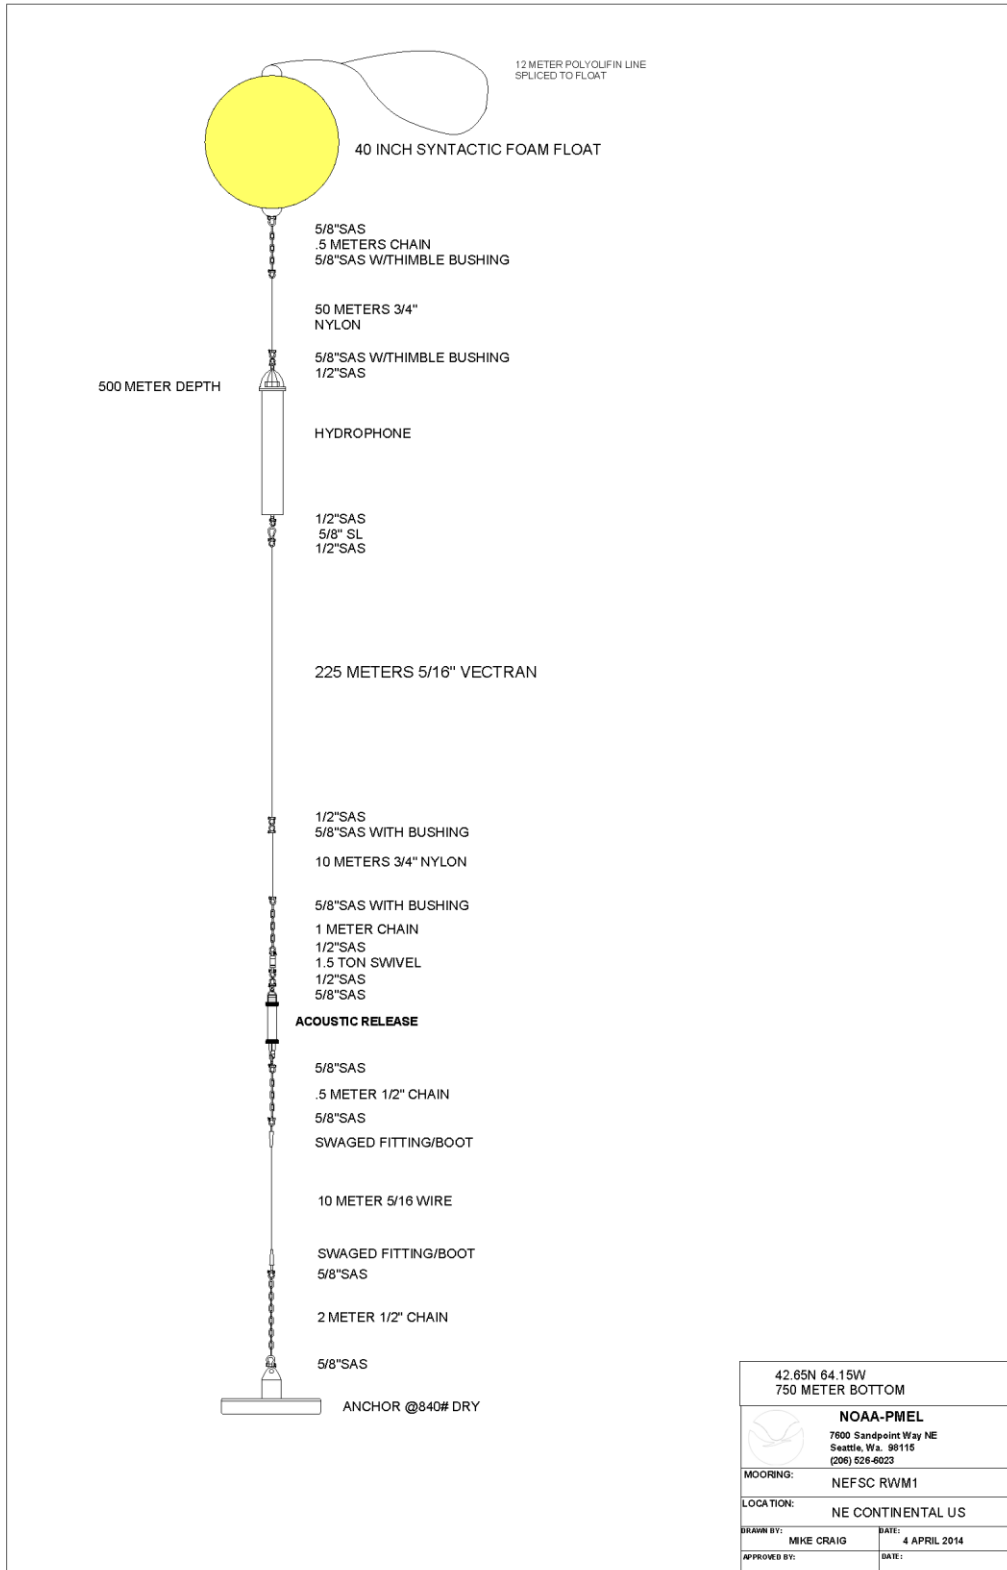 12 METER POLYOLIFIN LINE
SPLICED TO FLOAT
40 INCH SYNTACTIC FOAM FLOAT
5/8"SAS
.5 METERS CHAIN
5/8"SAS W/THIMBLE BUSHING
50 METERS 3/4"
NYLON
5/8"SAS W/THIMBLE BUSHING
1/2"SAS
500 METER DEPTH
HYDROPHONE
1/2"SAS
5/8" SL
1/2"SAS
225 METERS 5/16" VECTRAN
1/2"SAS
5/8"SAS WITH BUSHING
10 METERS 3/4" NYLON
5/8"SAS WITH BUSHING
1 METER CHAIN
1/2"SAS
1.5 TON SWIVEL
1/2"SAS
5/8"SAS
ACOUSTIC RELEASE
5/8"SAS
.5 METER 1/2" CHAIN
5/8"SAS
SWAGED FITTING/BOOT
10 METER 5/16 WIRE
SWAGED FITTING/BOOT
5/8"SAS
2 METER 1/2" CHAIN
5/8"SAS
ANCHOR @840# DRY
42.65N 64.15W
750 METER BOTTOM
NOAA-PMEL
7600 Sandpoint Way NE
Seattle, Wa. 98115
(206) 526-6023
MOORING: NEFSC RWM1
LOCATION: NE CONTINENTAL US
DRAWN BY: MIKE CRAIG DATE: 4 APRIL 2014
APPROVED BY: DATE: